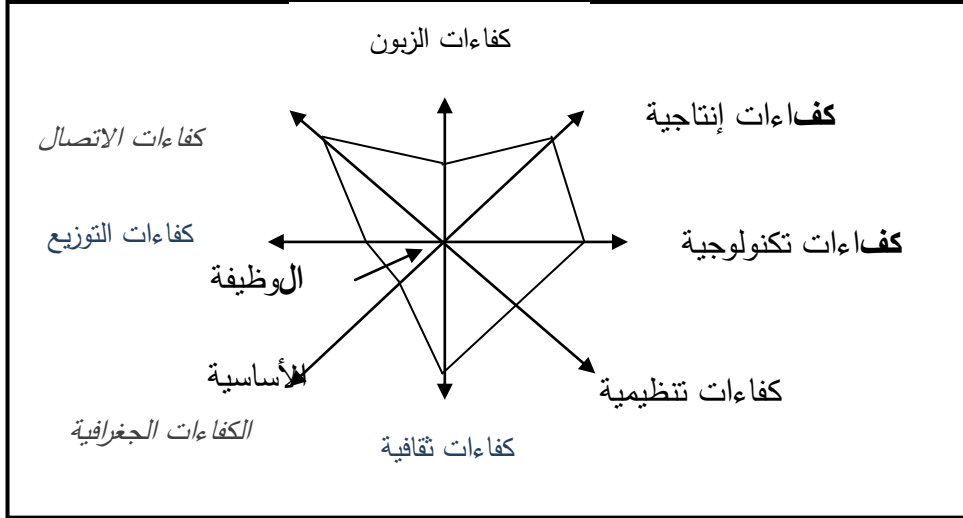 كفاءات الزبون
كفاءات إنتاجية
كفاءات الاتصال
كفاءات تكنولوجية
كفاءات التوزيع
الوظيفة
الأساسية
كفاءات تنظيمية
الكفاءات الجغرافية
كفاءات ثقافية